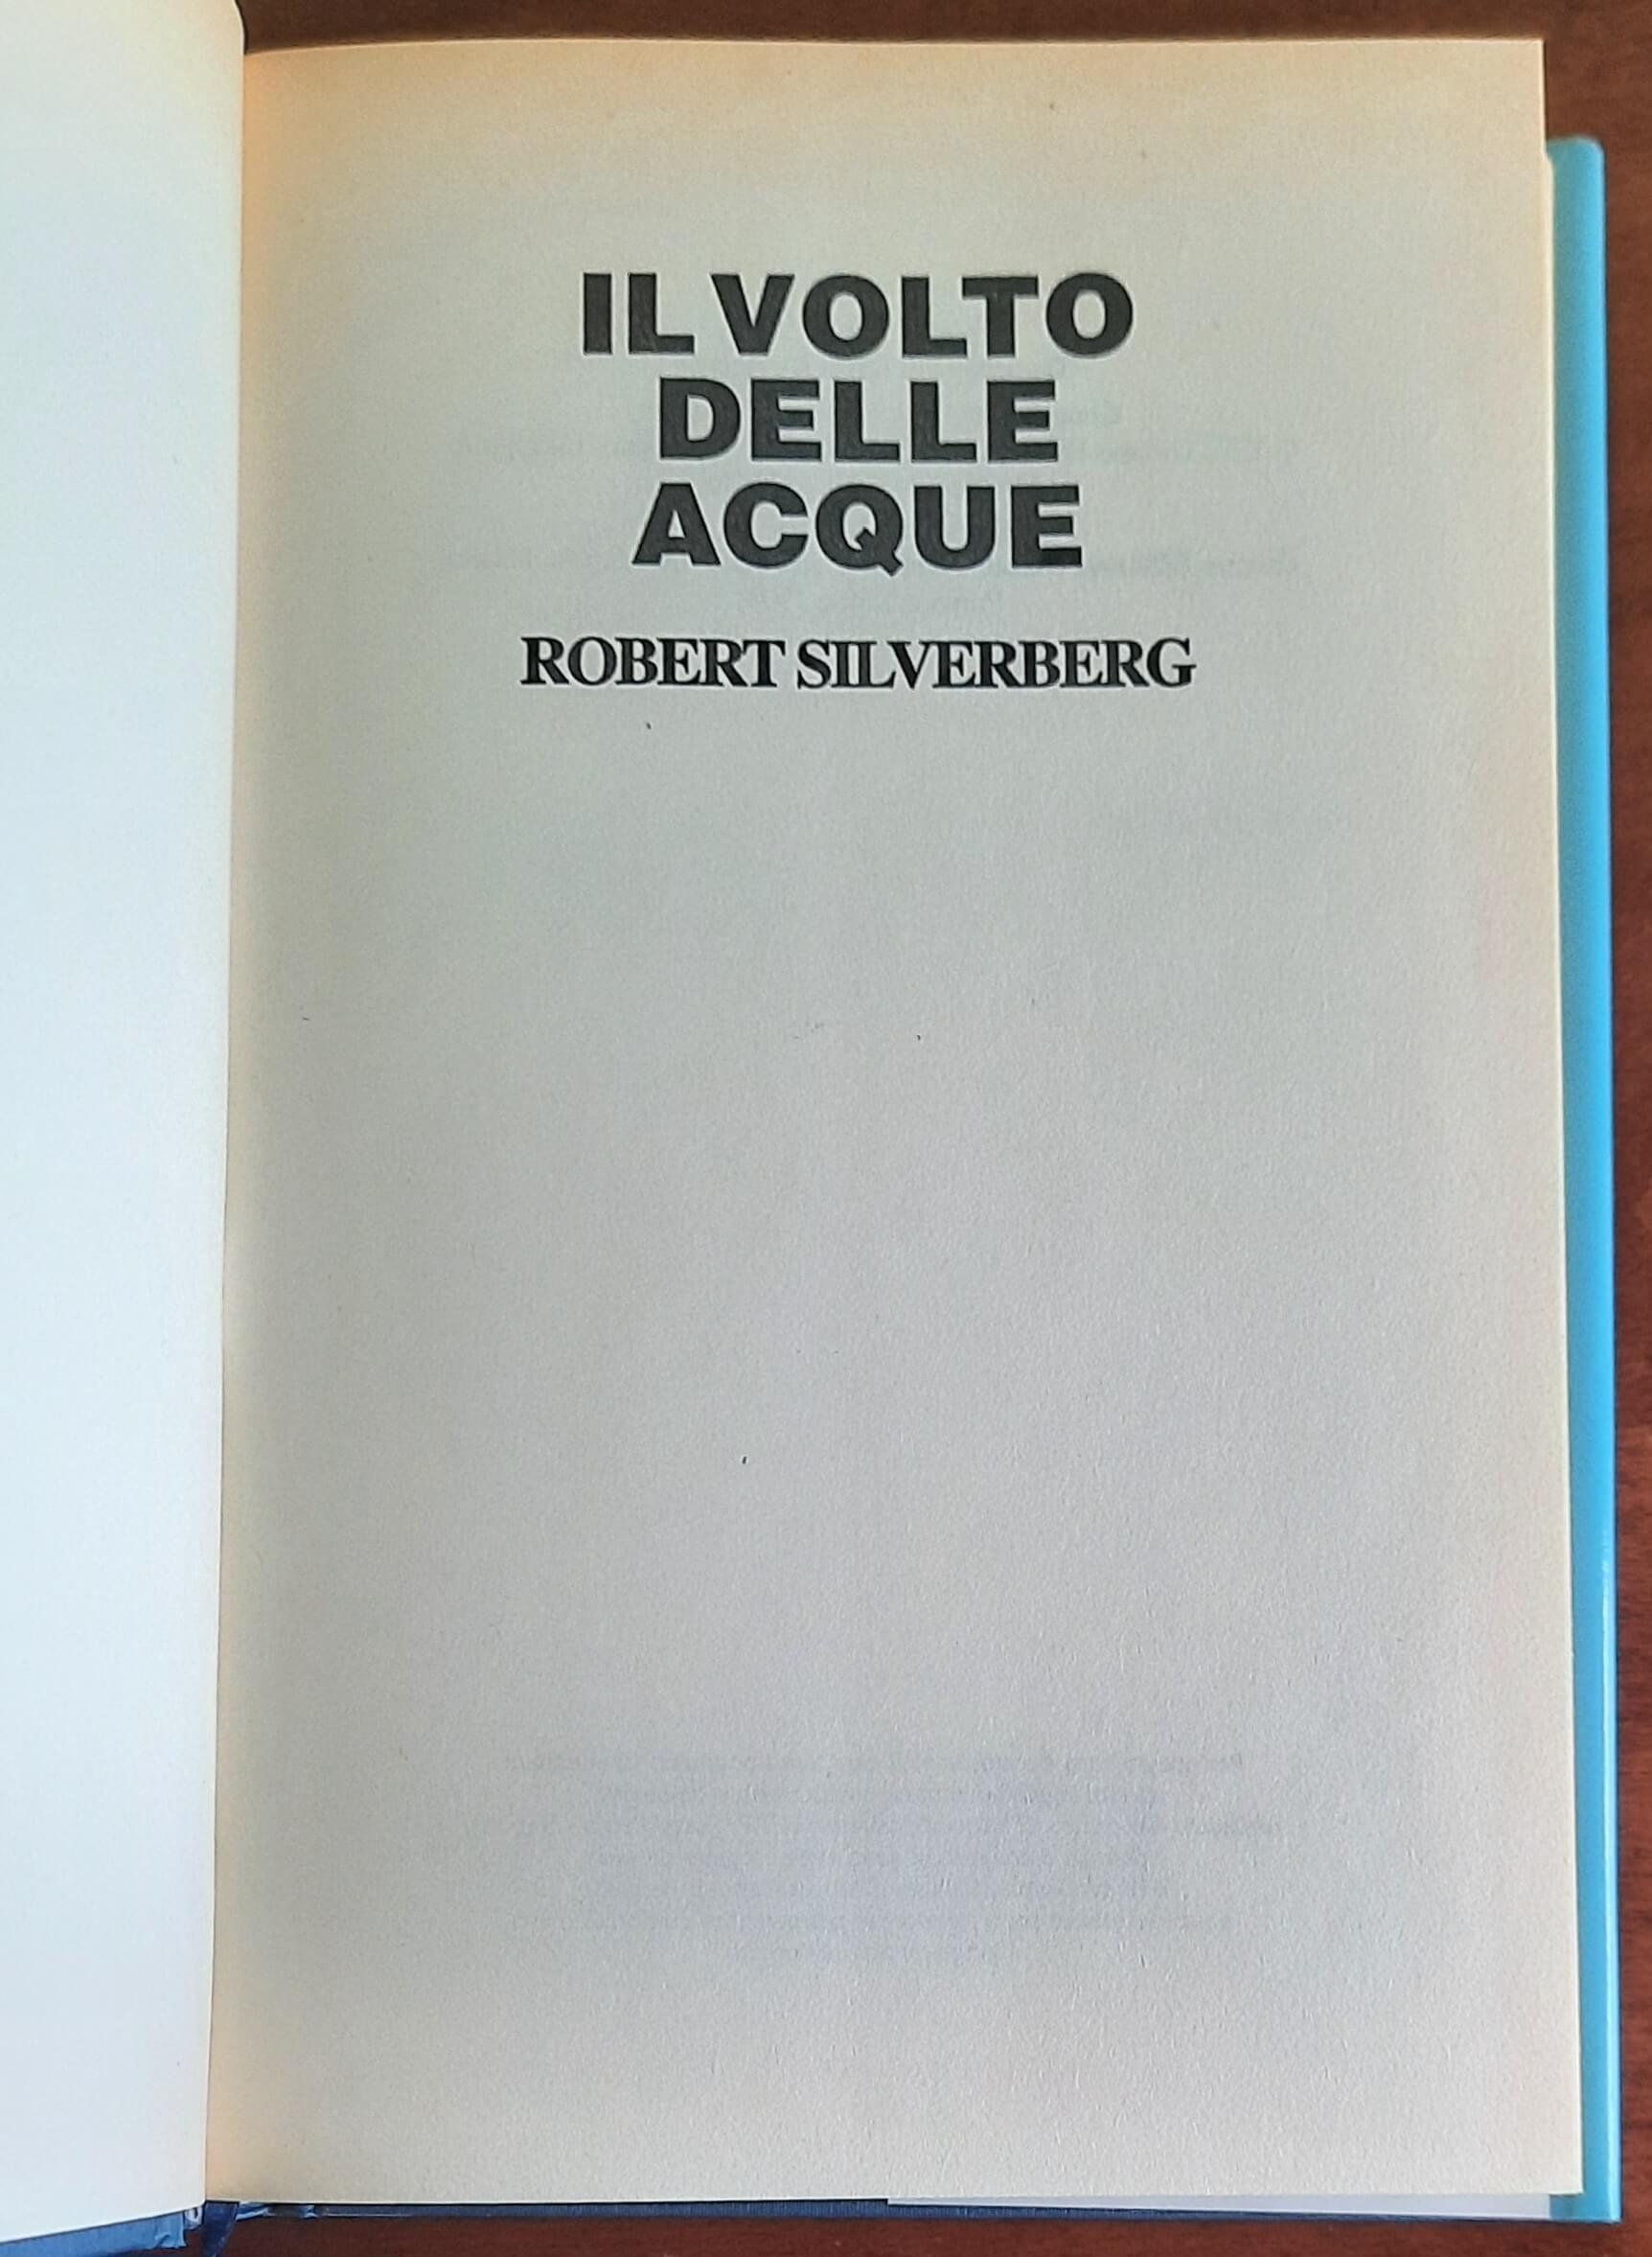 IL VOLTO
DELLE
ACQUE
ROBERT SILVERBERG